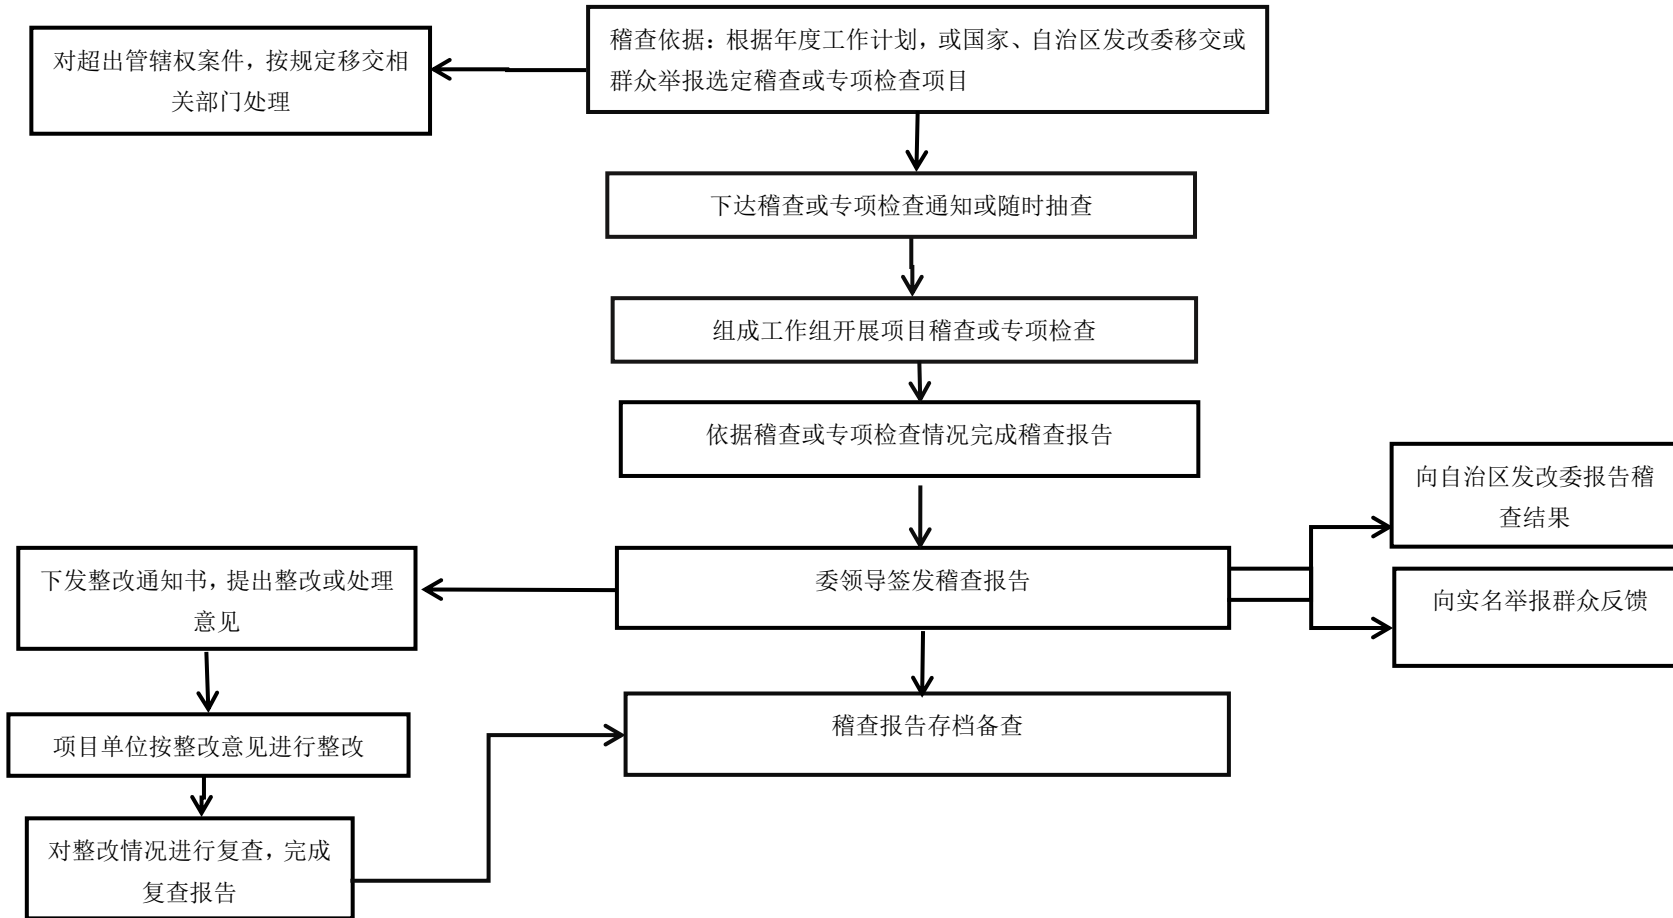 对超出管辖权案件，按规定移交相
关部门处理
稽查依据：根据年度工作计划，或国家、自治区发改委移交或
群众举报选定稽查或专项检查项目
下达稽查或专项检查通知或随时抽查
组成工作组开展项目稽查或专项检查
依据稽查或专项检查情况完成稽查报告
向自治区发改委报告稽
查结果
下发整改通知书，提出整改或处理
意见
委领导签发稽查报告
向实名举报群众反馈
项目单位按整改意见进行整改
稽查报告存档备查
对整改情况进行复查，完成
复查报告